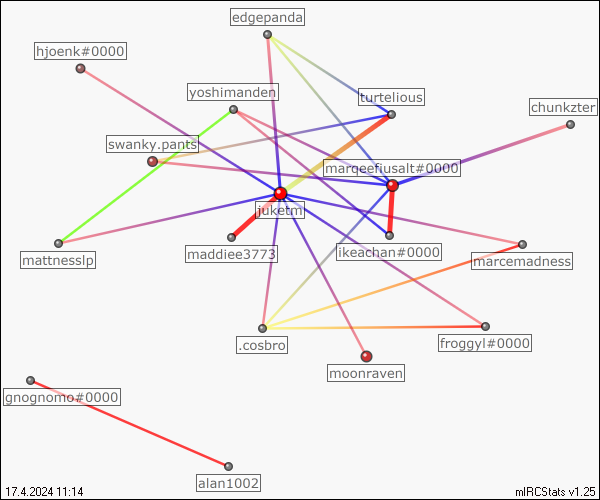 edgepanda
hjoenk#0000
yoshimanden
turtelious
chunkzter
swanky.pants
marqeefiusalt#0000
juketm
mattnesslp
maddiee3773
ikeachan#0000
marcemadness
.cosbro
froggyl#0000
moonraven
gnognomo#0000
alan1002
17.4.2024 11:14
mIRCStats v1.25